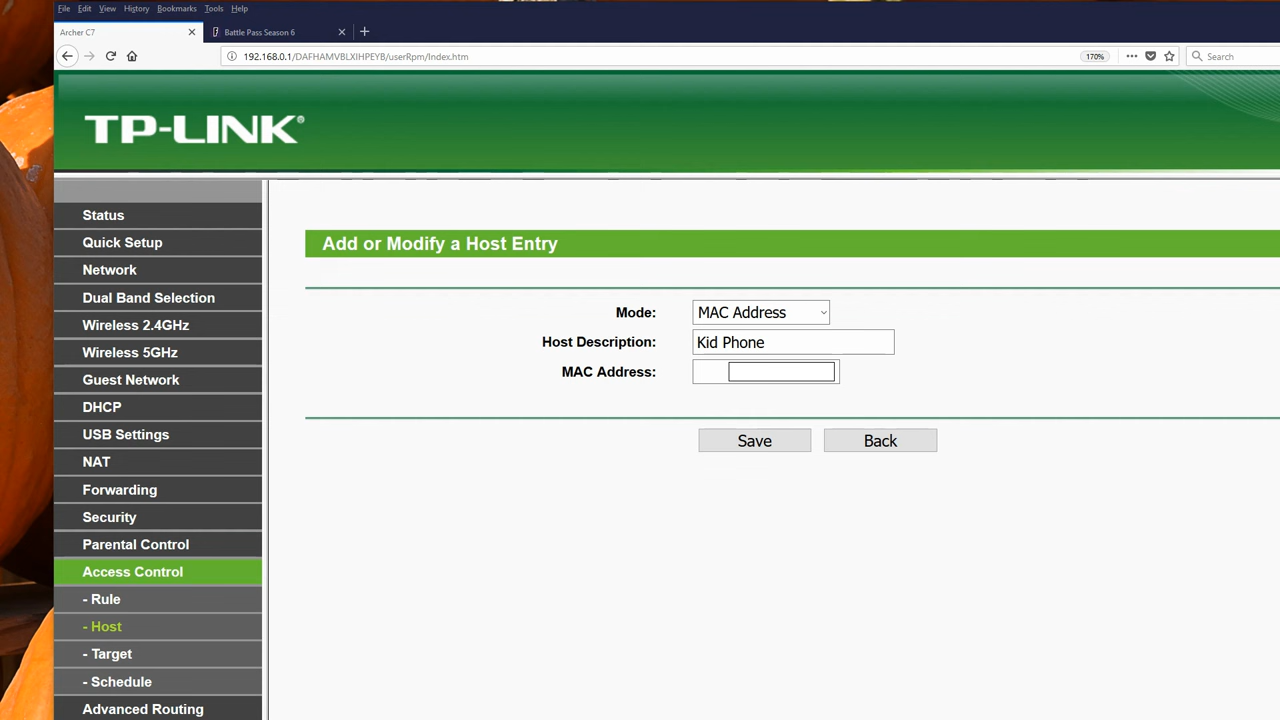 File Edit View History Bookmarks Tools Help
Archer C7 Battle Pass Season 6
192.168.0.1/DAFHAMVBLXIHPEYB/userRpm/Index.htm 170% Search
TP-LINK®
Status
Quick Setup
Network
Dual Band Selection
Wireless 2.4GHz
Wireless 5GHz
Guest Network
DHCP
USB Settings
NAT
Forwarding
Security
Parental Control
Access Control
- Rule
- Host
- Target
- Schedule
Advanced Routing
Add or Modify a Host Entry
Mode: MAC Address
Host Description: Kid Phone
MAC Address:
Save Back